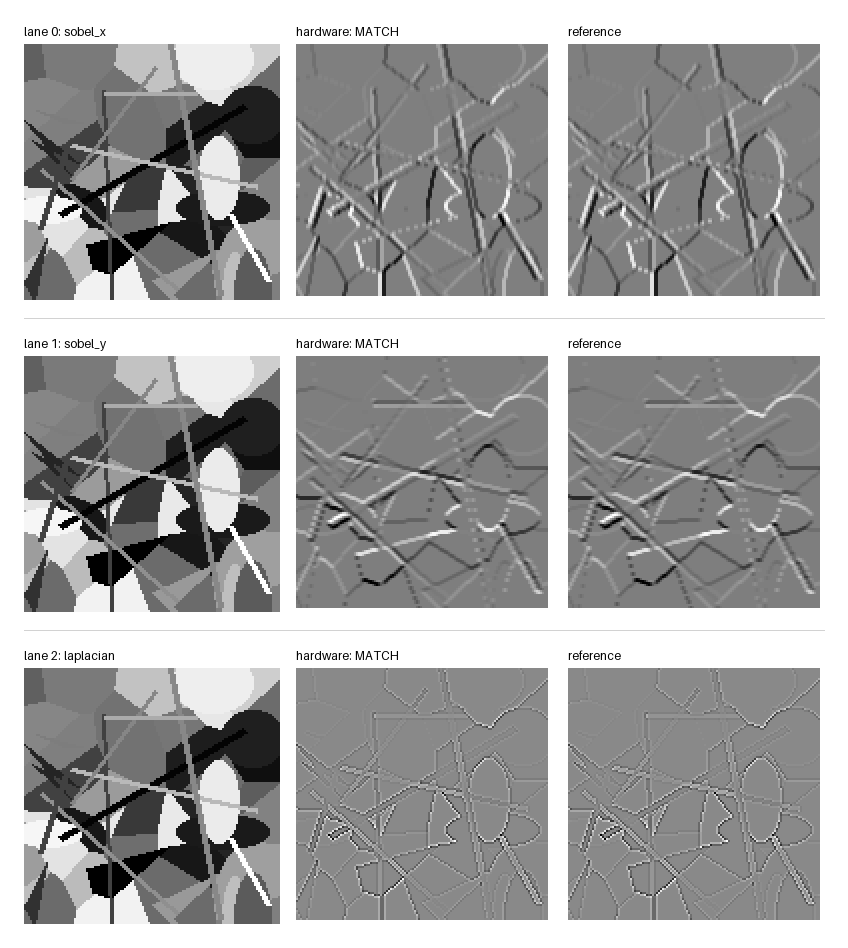 lane 0: sobel_x
hardware: MATCH
reference
lane 1: sobel_y
hardware: MATCH
reference
lane 2: laplacian
hardware: MATCH
reference